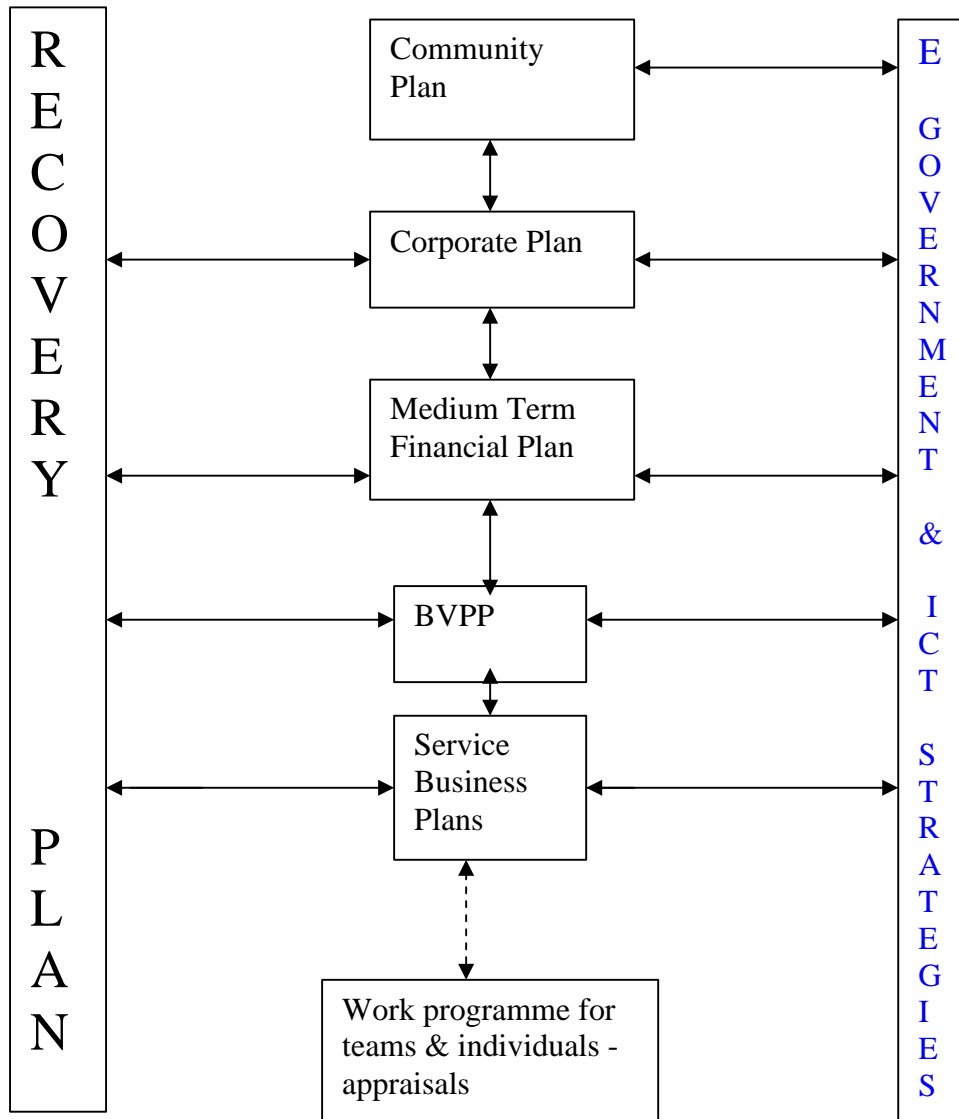 RECOVERY PLAN
Community
Plan
Corporate Plan
Medium Term
Financial Plan
BVPP
Service
Business
Plans
Work programme for
teams & individuals -
appraisals
E GOVERNMENT & ICT STRATEGIES